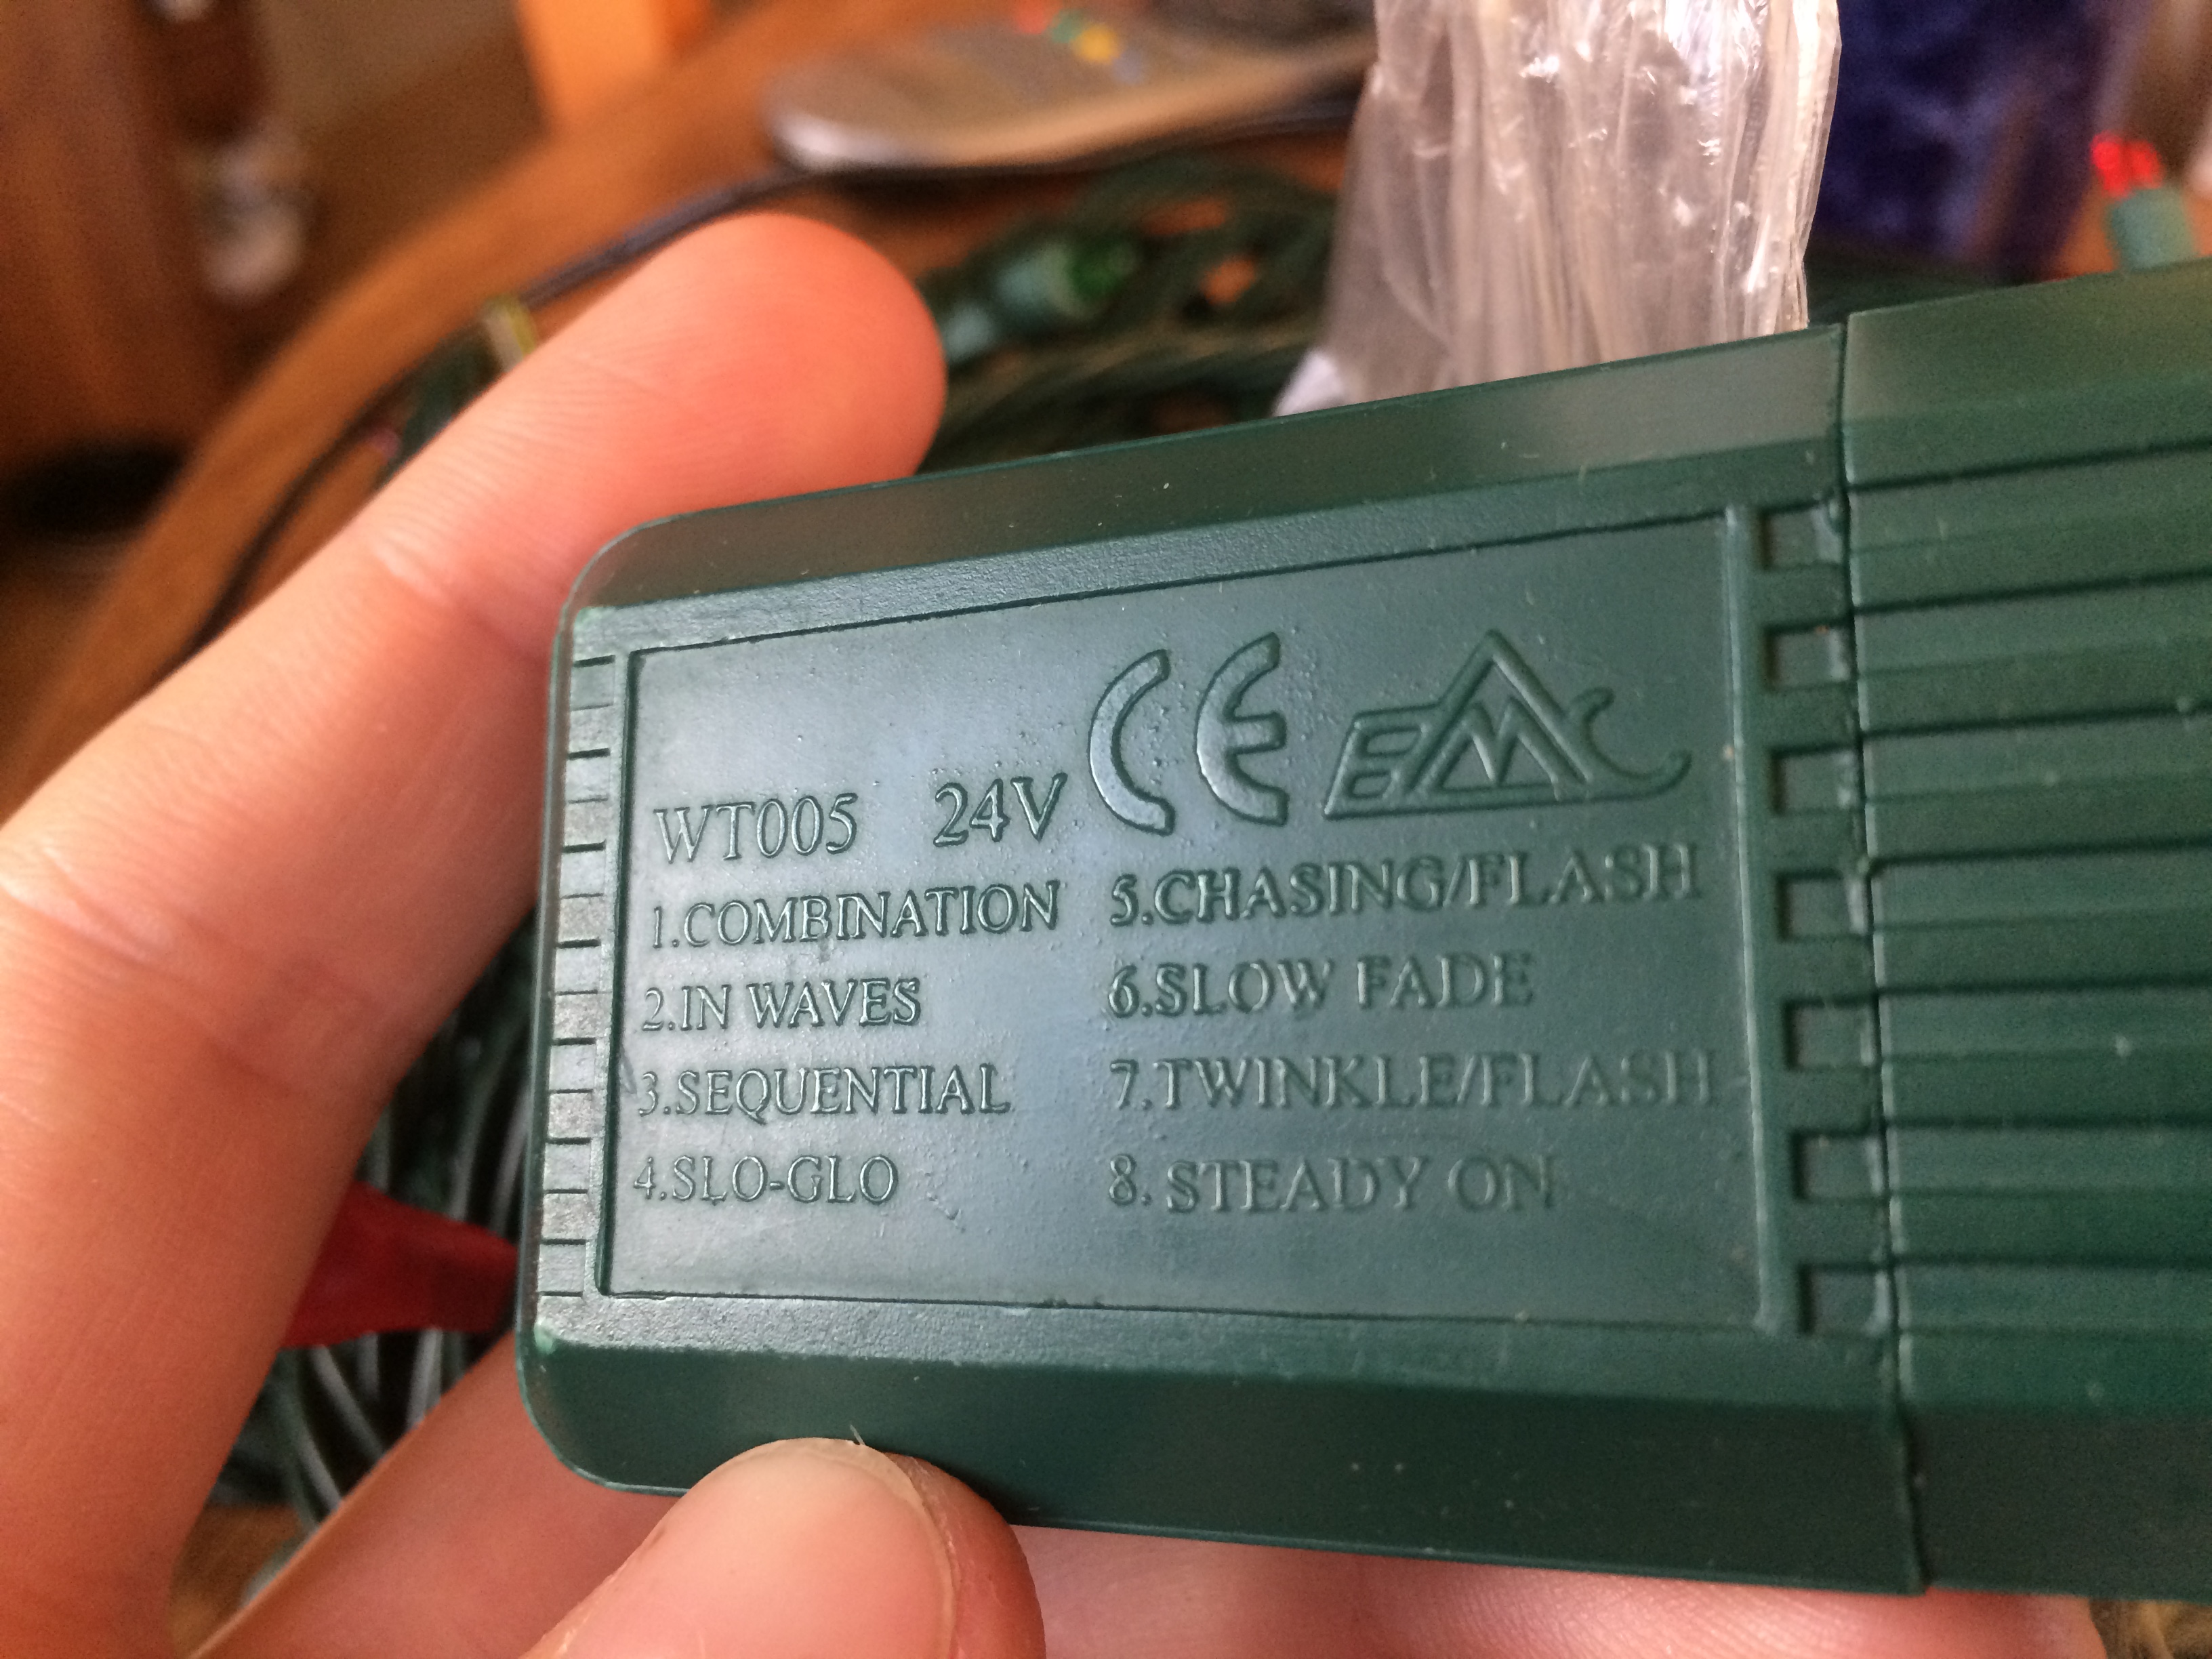 WT005 24V CE EMC
1.COMBINATION
2.IN WAVES
3.SEQUENTIAL
4.SLO-GLO
5.CHASING/FLASH
6.SLOW FADE
7.TWINKLE/FLASH
8. STEADY ON